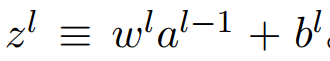 z^l ≡ w^l a^{l−1} + b^l